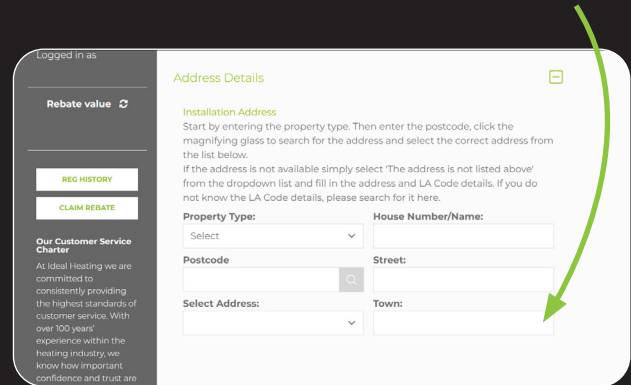 Logged in as
Rebate value
REG HISTORY
CLAIM REBATE
Our Customer Service
Charter
At Ideal Heating we are
committed to
consistently providing
the highest standards of
customer service. With
over 100 years'
experience within the
heating industry, we
know how important
confidence and trust are
Address Details
Installation Address
Start by entering the property type. Then enter the postcode, click the
magnifying glass to search for the address and select the correct address from
the list below.
If the address is not available simply select 'The address is not listed above'
from the dropdown list and fill in the address and LA Code details. If you do
not know the LA Code details, please search for it here.
Property Type:
House Number/Name:
Select
Postcode
Street:
Select Address:
Town: